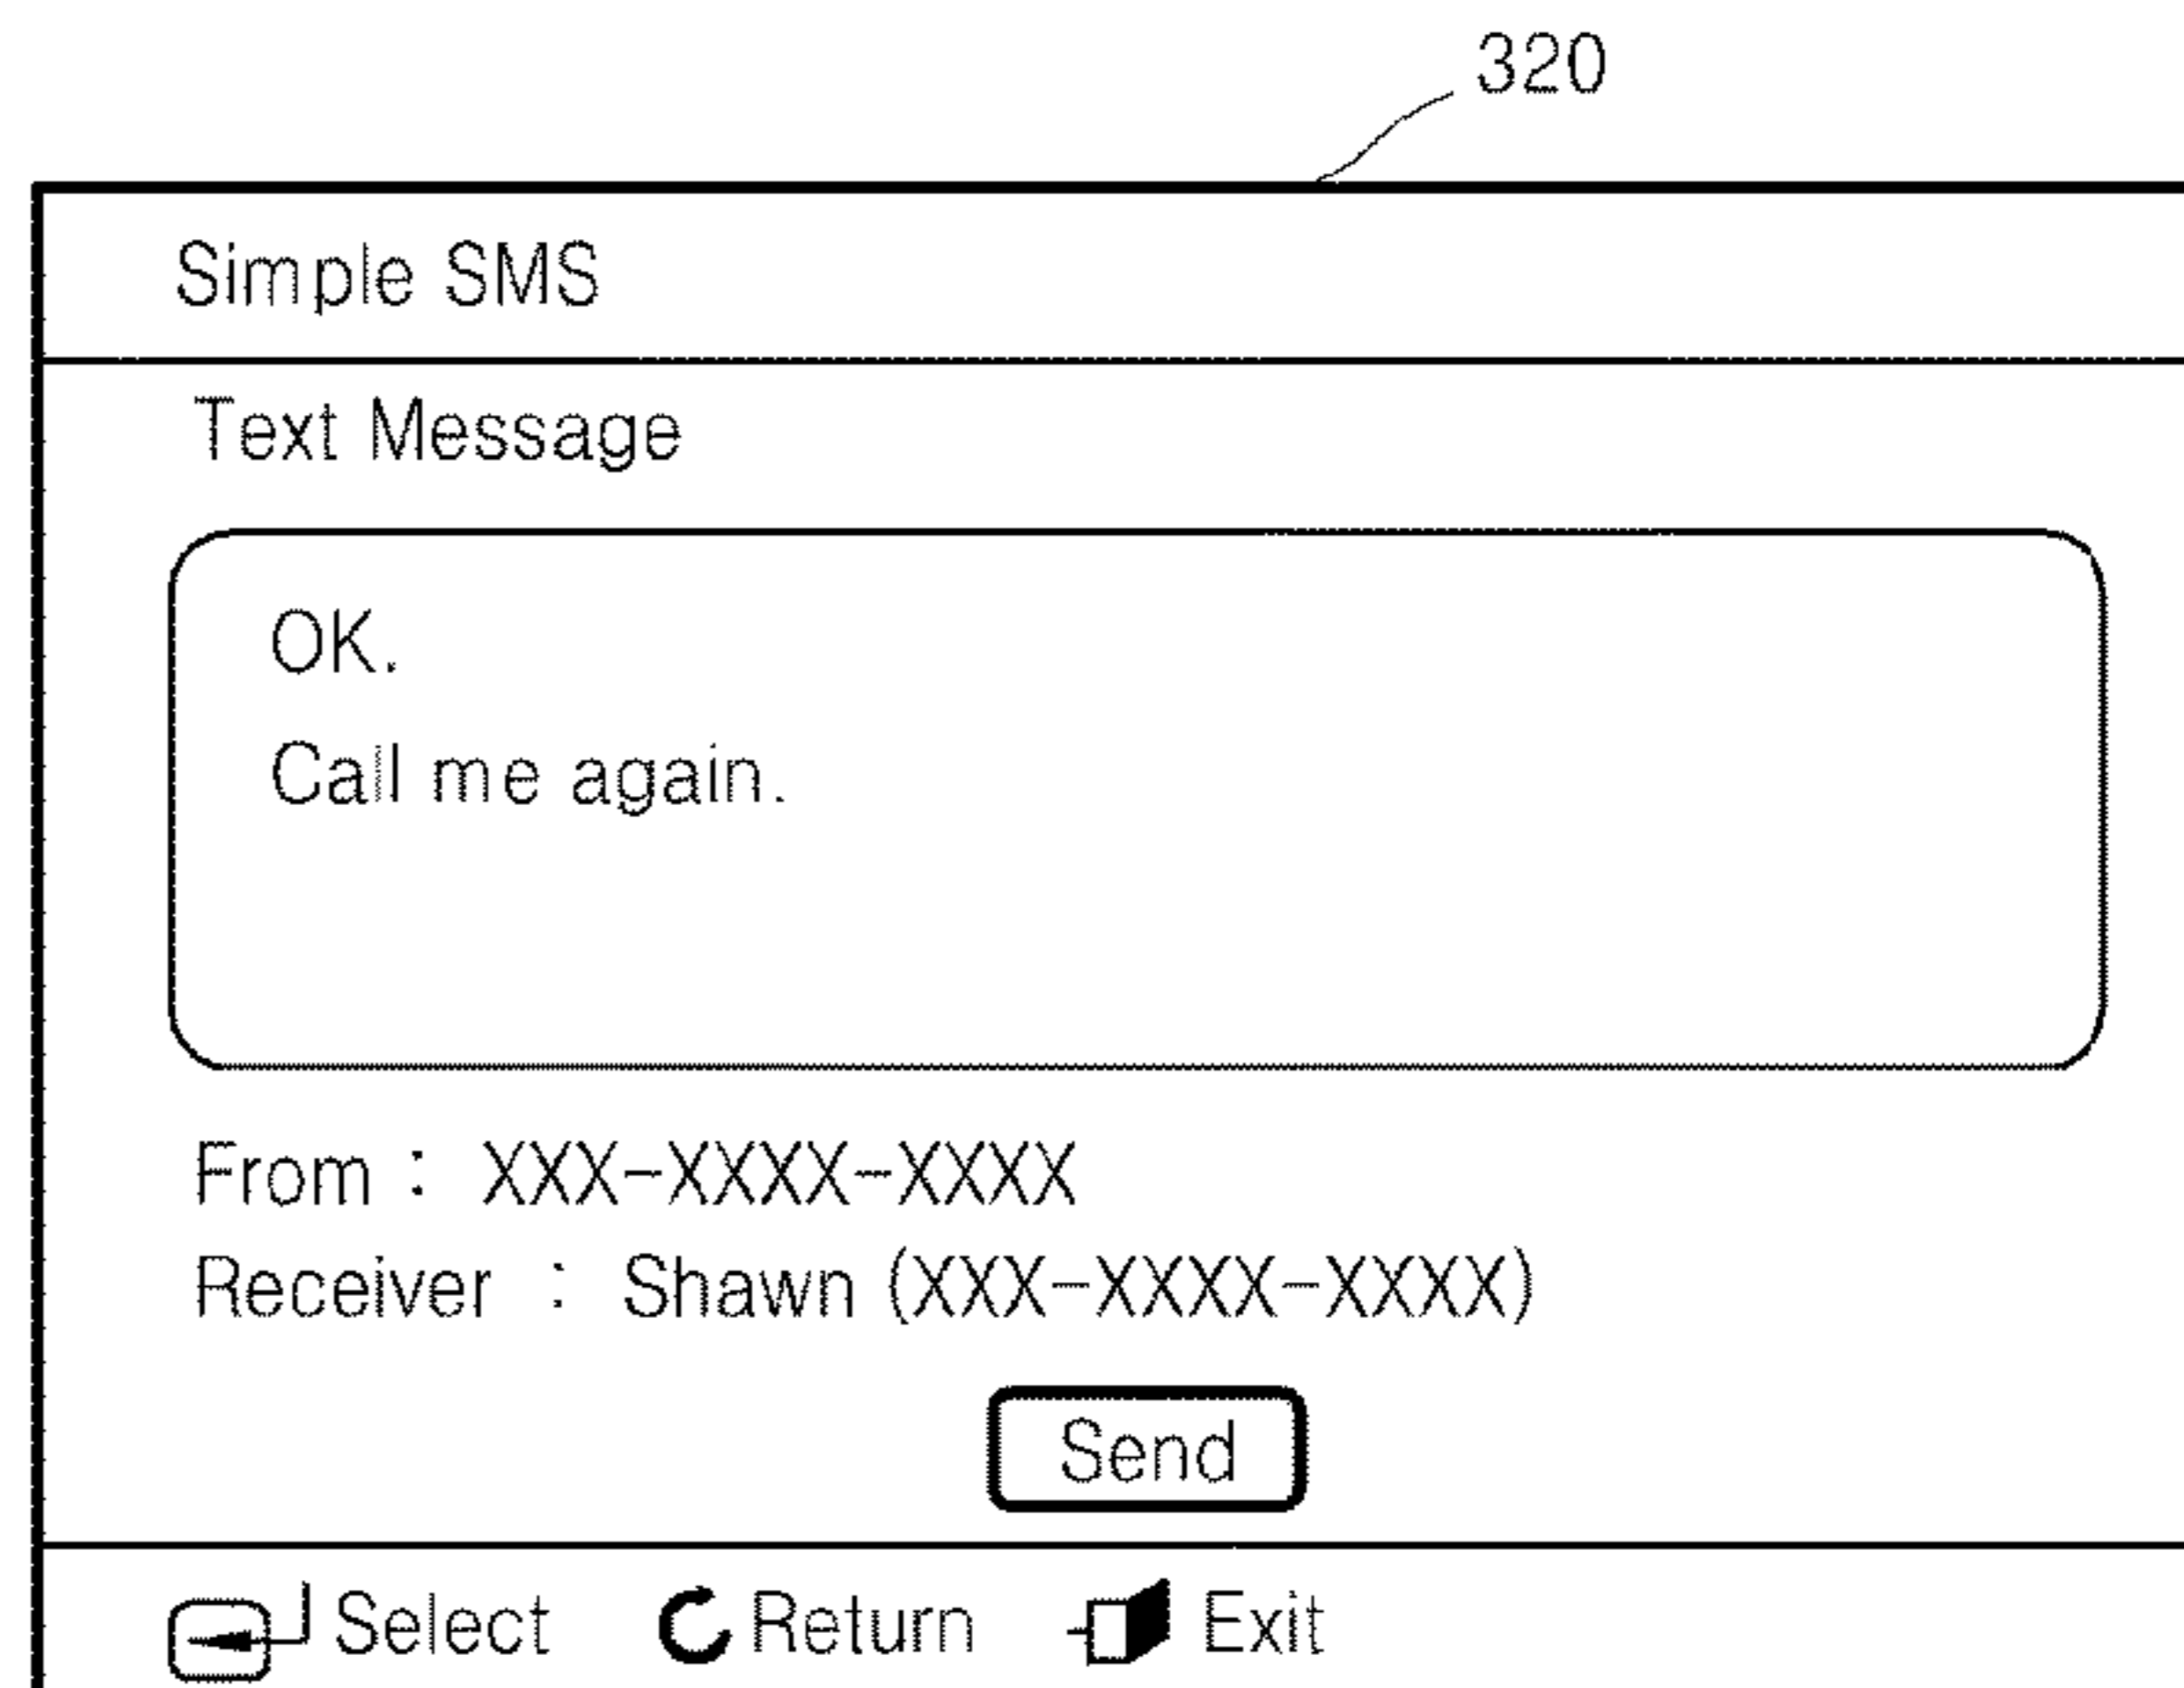 320
Simple SMS
Text Message
OK.
Call me again.
From : XXX-XXXX-XXXX
Receiver : Shawn (XXX-XXXX-XXXX)
Send
Select Return Exit